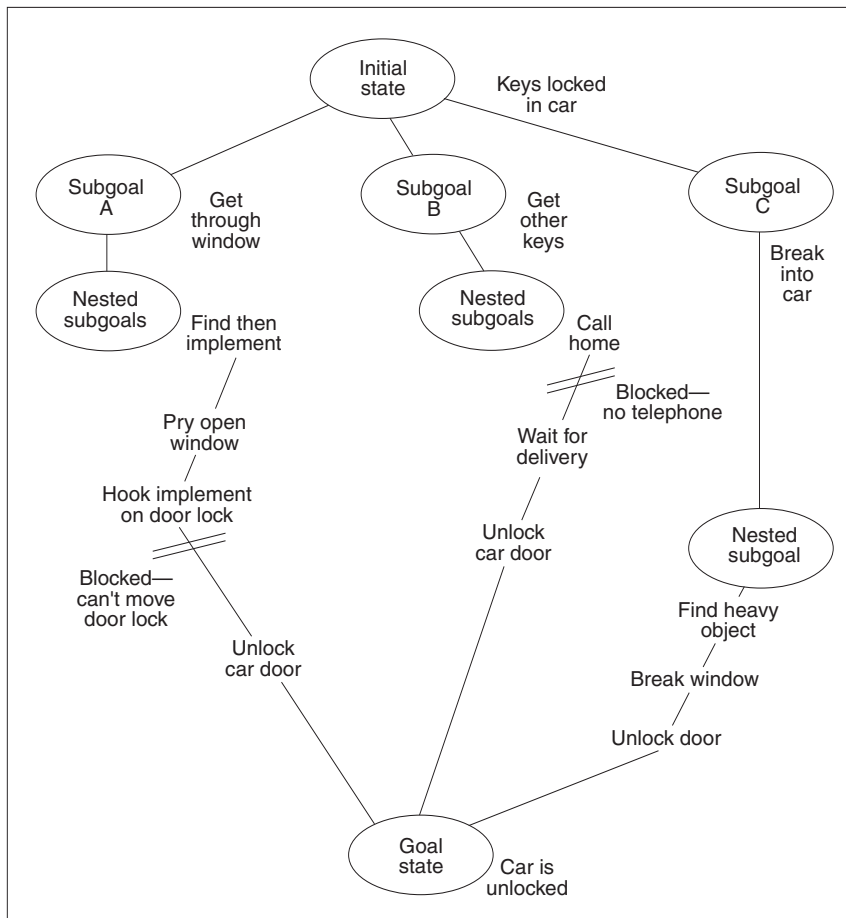 Initial
state
Keys locked
in car
Subgoal
A
Get
through
window
Subgoal
B
Get
other
keys
Subgoal
C
Break
into
car
Nested
subgoals
Find then
implement
Pry open
window
Hook implement
on door lock
Blocked—
can't move
door lock
Unlock
car door
Nested
subgoals
Call
home
Blocked—
no telephone
Wait for
delivery
Unlock
car door
Nested
subgoal
Find heavy
object
Break window
Unlock door
Goal
state
Car is
unlocked